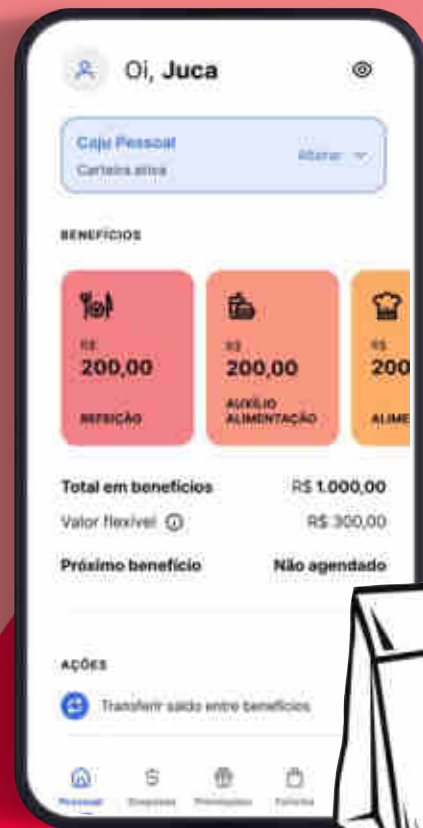 Oi, Juca
Caju Pessoal
Carteira ativa
Alterar
BENEFÍCIOS
R$
200,00
REFEIÇÃO
R$
200,00
AUXÍLIO
ALIMENTAÇÃO
R$
200
ALIME
Total em benefícios R$ 1.000,00
Valor flexível R$ 300,00
Próximo benefício Não agendado
AÇÕES
Transferir saldo entre benefícios
Pessoal